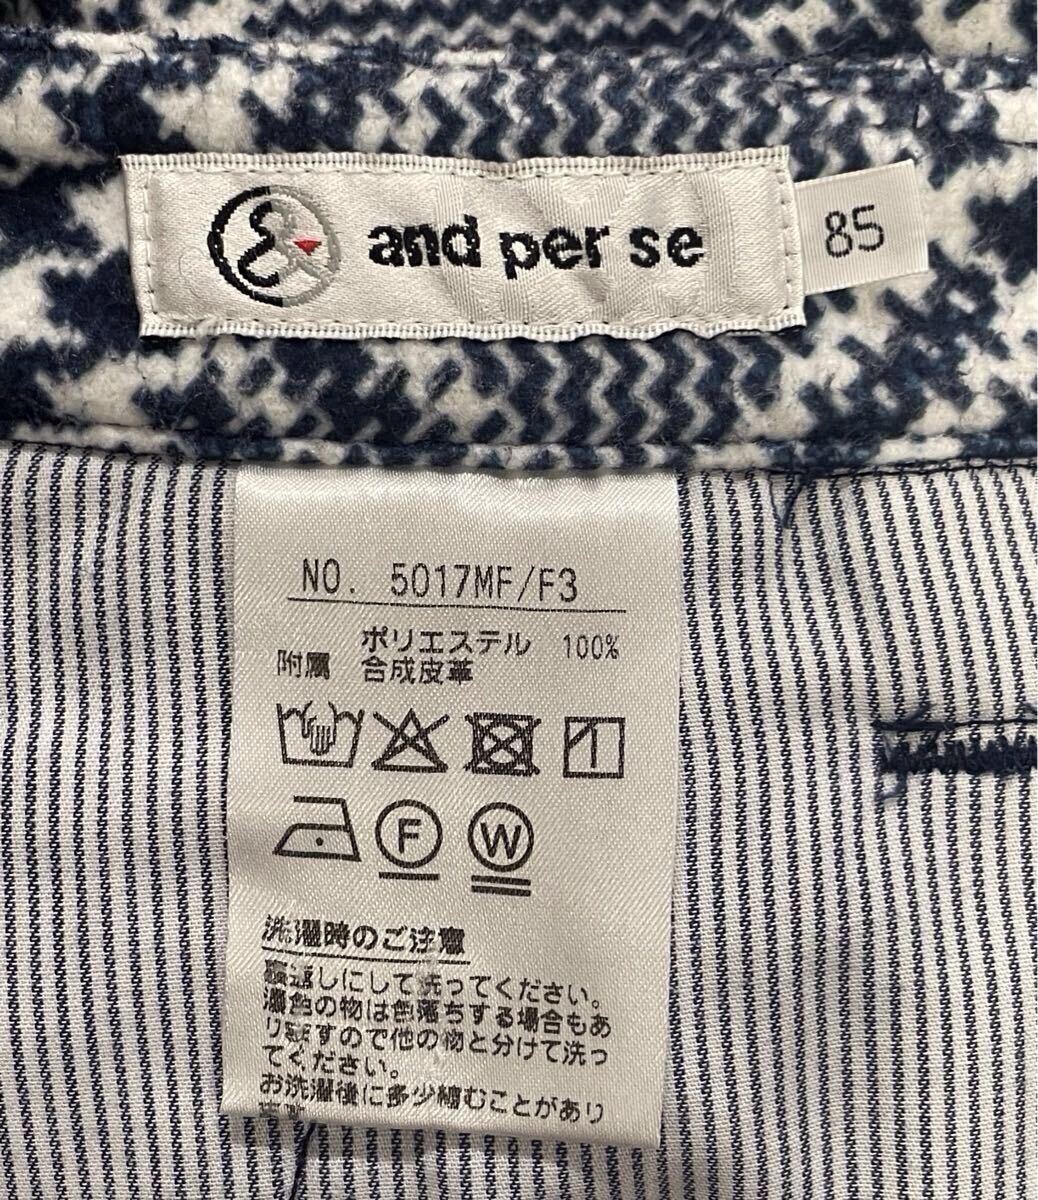 and per se
85
NO. 5017MF/F3
ポリエステル 100%
附属 合成皮革
F
W
洗濯時のご注意
裏返しにして洗ってください。
濃色の物は色落ちする場合もあ
りますので他の物と分けて洗っ
てください。
お洗濯後に多少縮むことがあり